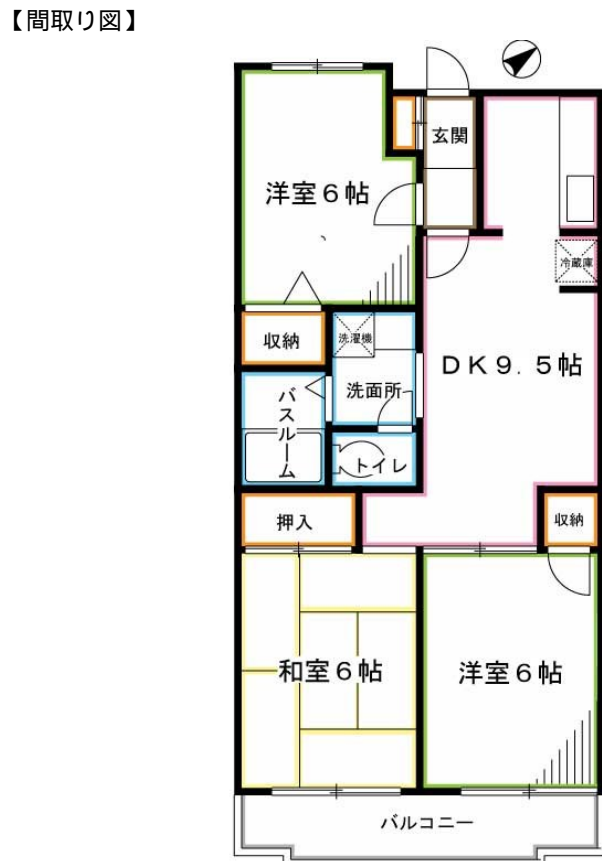 【間取り図】
玄関
洋室6帖
冷蔵庫
収納
洗濯機
DK9.5帖
洗面所
バスルーム
トイレ
押入
収納
和室6帖
洋室6帖
バルコニー